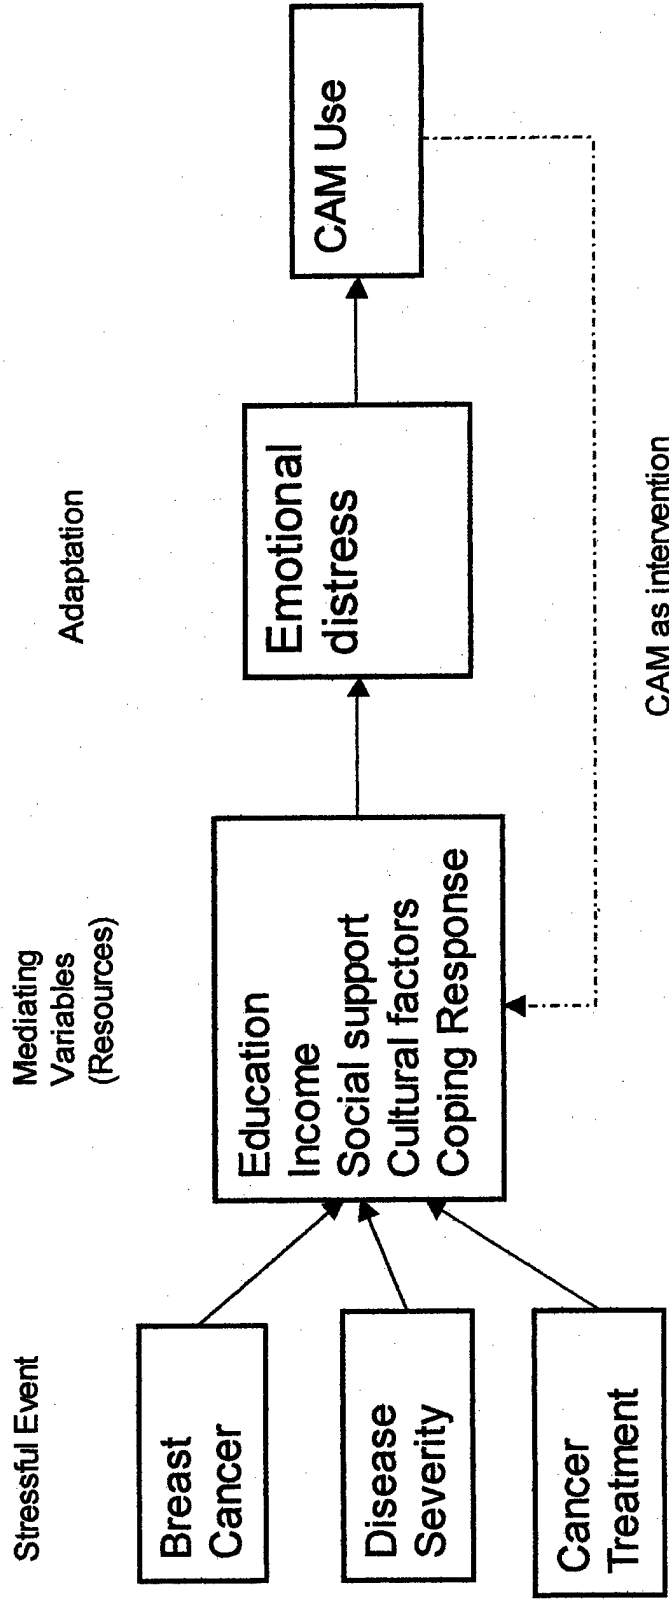 Stressful Event
Mediating
Variables
(Resources)
Adaptation
Breast
Cancer
Disease
Severity
Cancer
Treatment
Education
Income
Social support
Cultural factors
Coping Response
Emotional
distress
CAM Use
CAM as intervention